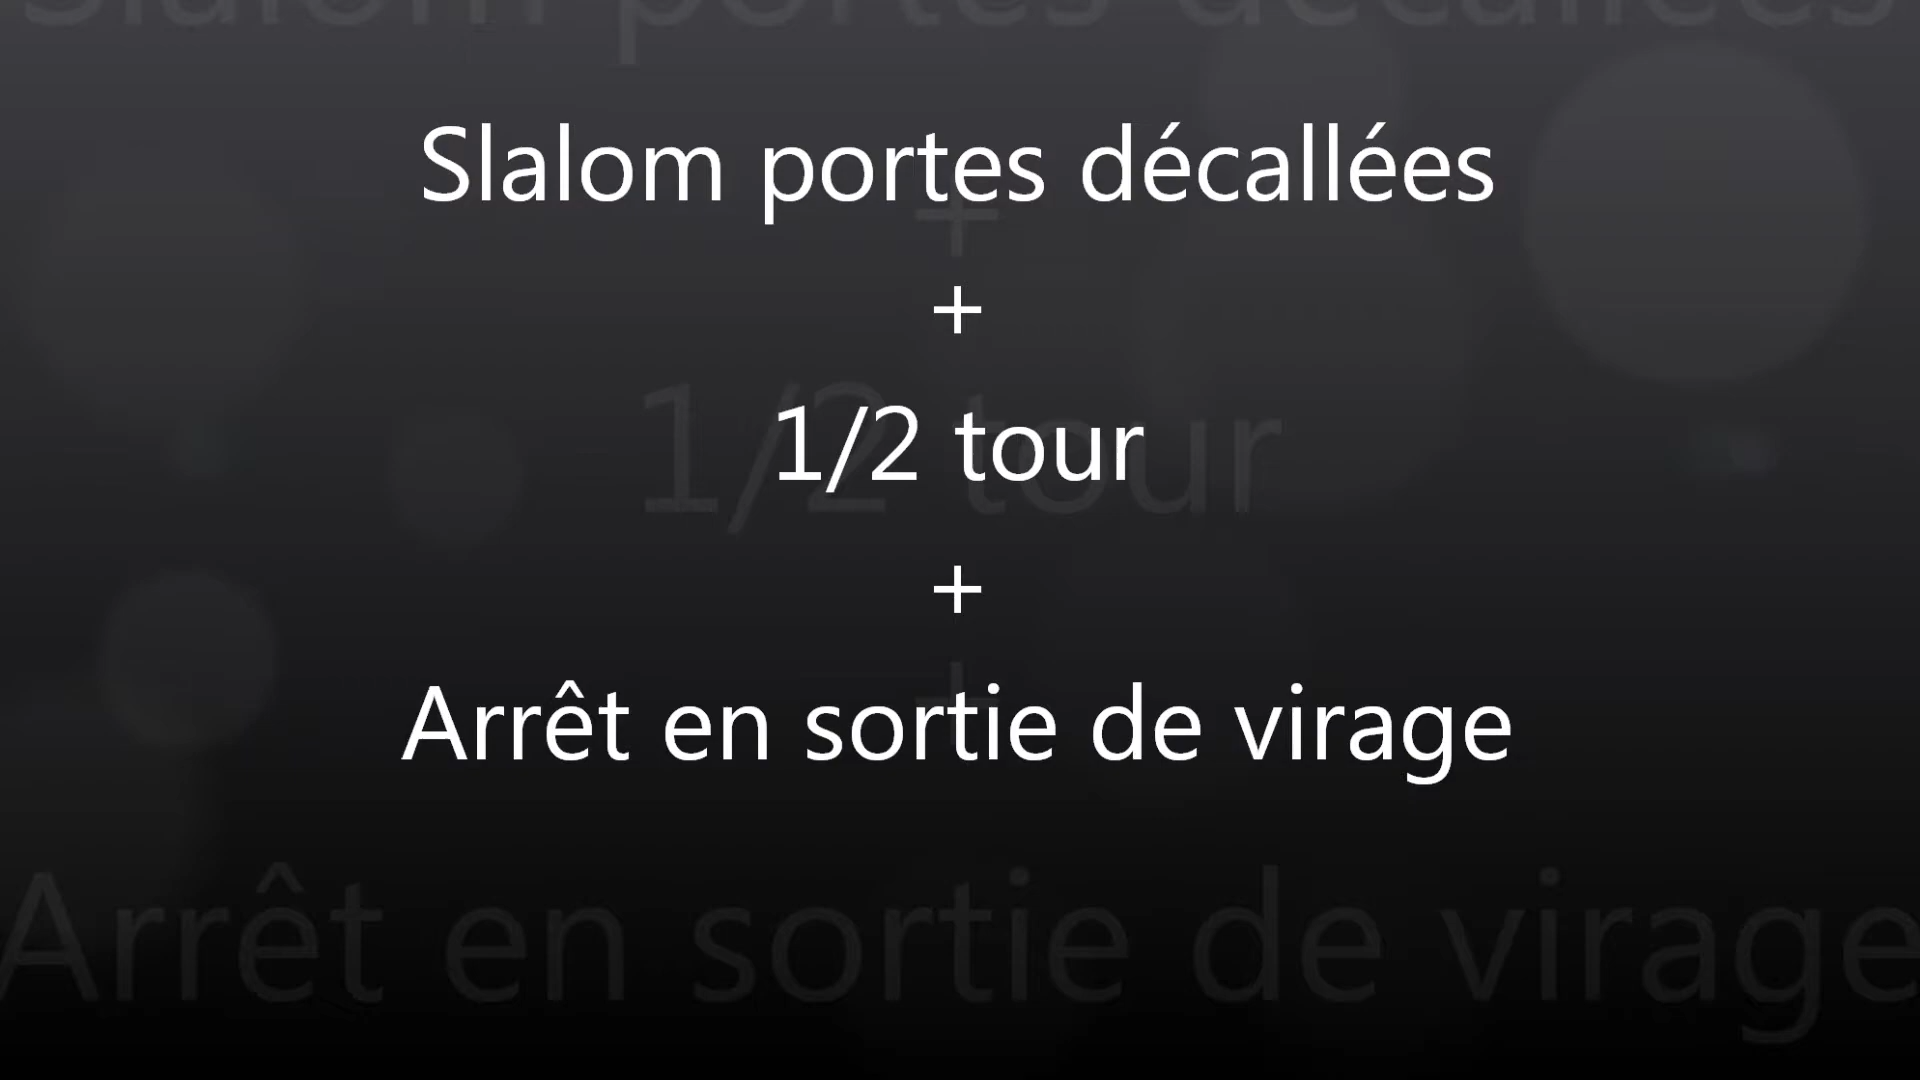 Slalom portes décallées
+
1/2 tour
+
Arrêt en sortie de virage